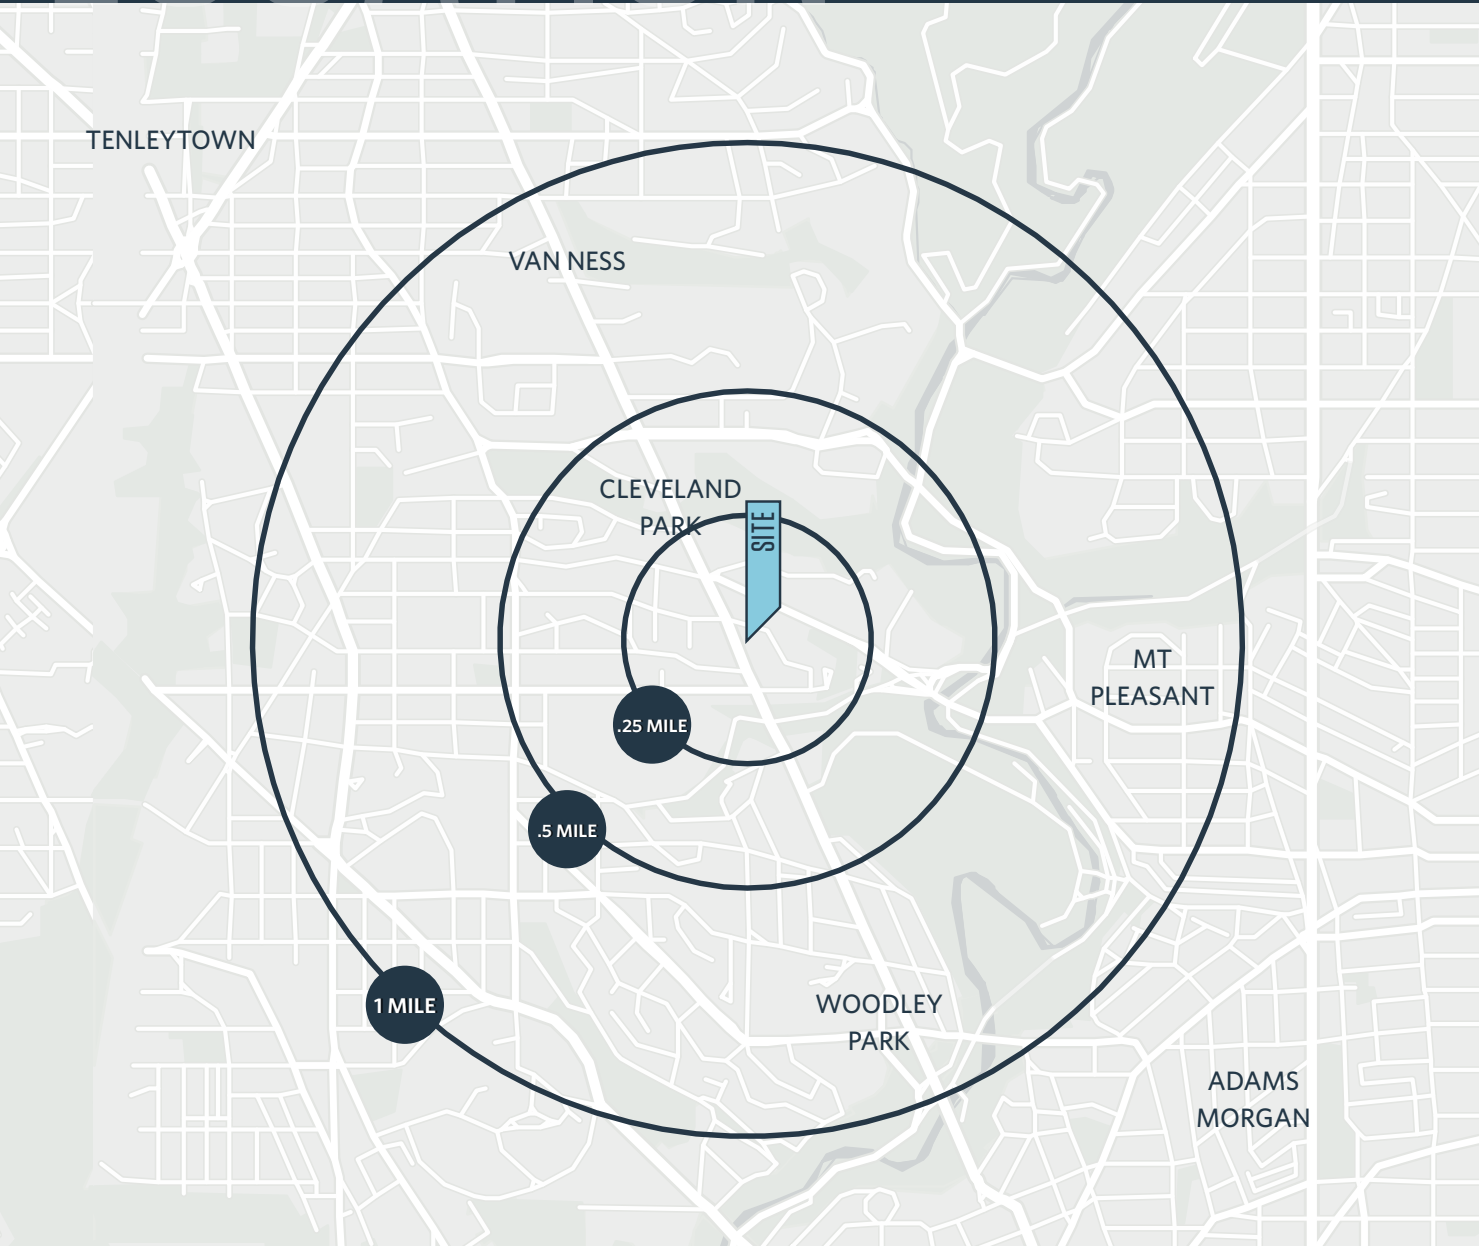 TENLEYTOWN
VAN NESS
CLEVELAND
PARK
SITE
MT
PLEASANT
.25 MILE
.5 MILE
1 MILE
WOODLEY
PARK
ADAMS
MORGAN